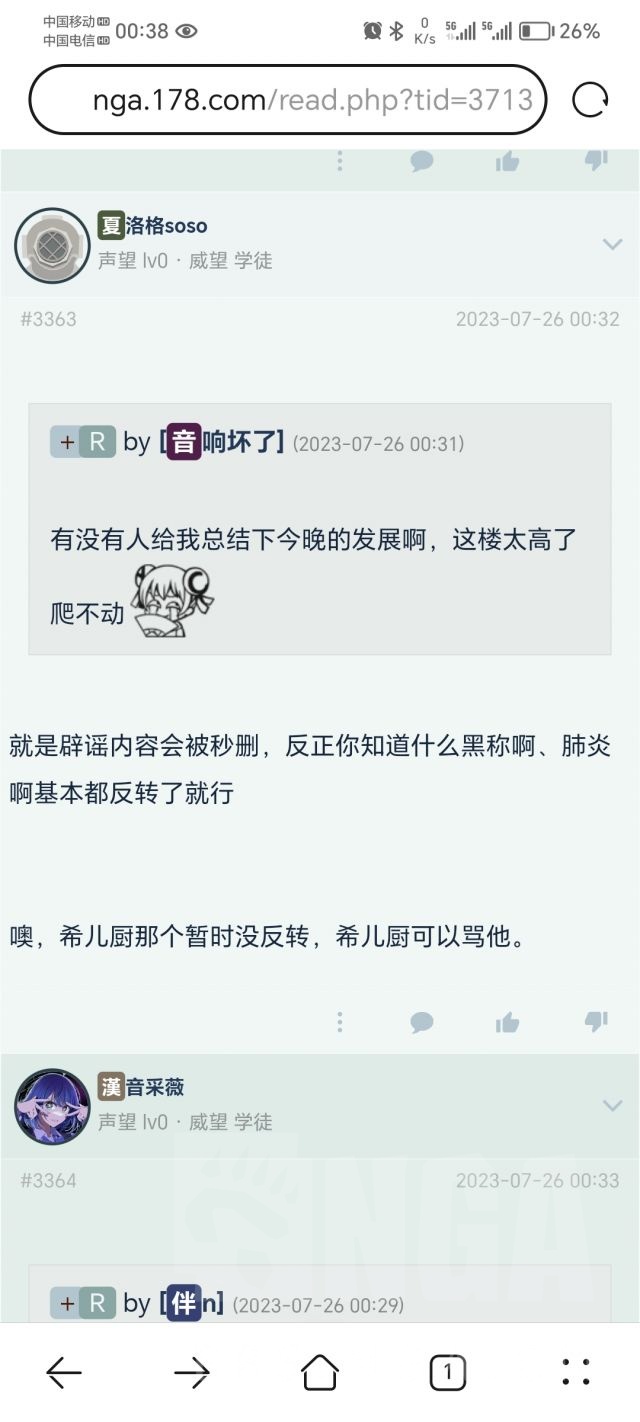 中国移动HD
中国电信HD
00:38
0
K/s
5G
5G
26%
nga.178.com/read.php?tid=3713
夏洛格soso
声望 lv0 · 威望 学徒
#3363
2023-07-26 00:32
+ R by [音响坏了] (2023-07-26 00:31)
有没有人给我总结下今晚的发展啊，这楼太高了
爬不动
就是辟谣内容会被秒删，反正你知道什么黑称啊、肺炎
啊基本都反转了就行
噢，希儿厨那个暂时没反转，希儿厨可以骂他。
漢音采薇
声望 lv0 · 威望 学徒
#3364
2023-07-26 00:33
NGA
+ R by [伴n] (2023-07-26 00:29)
1